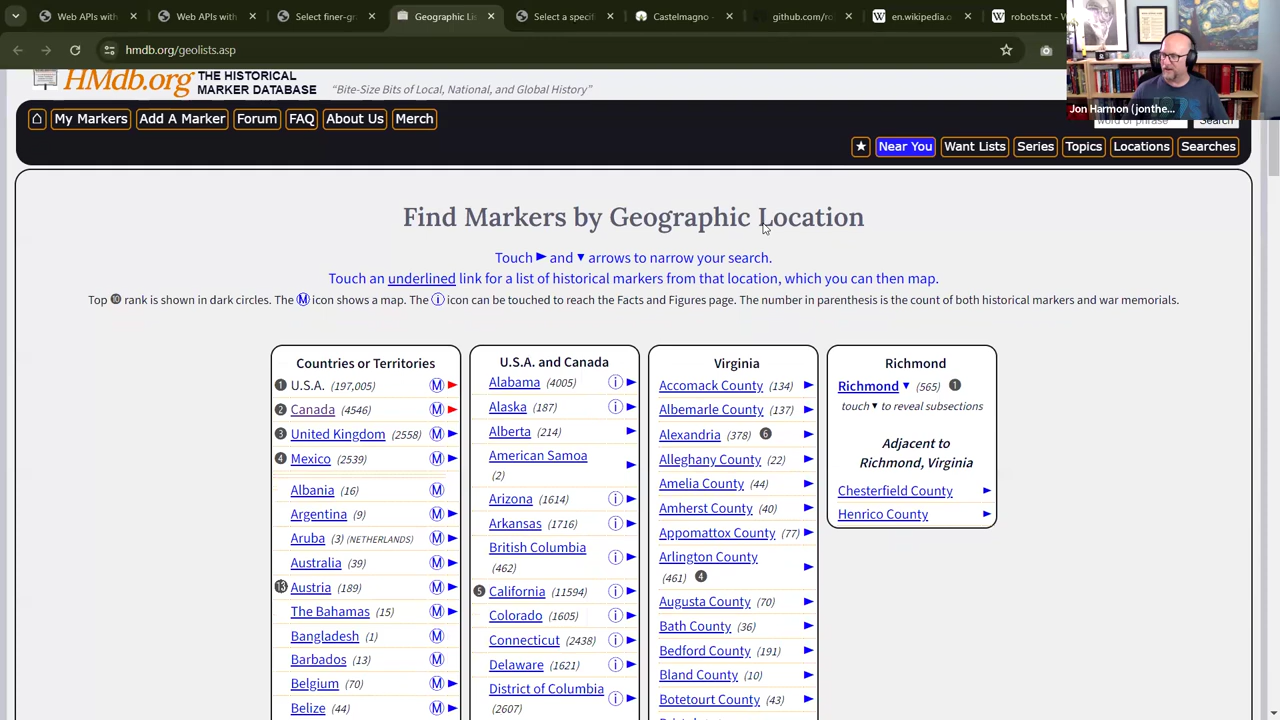 Web APIs with
Web APIs with
Select finer-gr
Geographic Lis
Select a specif
Castelmagno
github.com/ro
en.wikipedia.o
robots.txt - W
hmdb.org/geolists.asp
Jon Harmon (jonthe...
HMdb.org THE HISTORICAL
MARKER DATABASE
“Bite-Size Bits of Local, National, and Global History”
My Markers
Add A Marker
Forum
FAQ
About Us
Merch
word or phrase
Search
★
Near You
Want Lists
Series
Topics
Locations
Searches
Find Markers by Geographic Location
Touch ► and ▼ arrows to narrow your search.
Touch an underlined link for a list of historical markers from that location, which you can then map.
Top ❿ rank is shown in dark circles. The Ⓜ icon shows a map. The ⓘ icon can be touched to reach the Facts and Figures page. The number in parenthesis is the count of both historical markers and war memorials.
Countries or Territories
❶ U.S.A. (197,005) Ⓜ ►
❷ Canada (4546) Ⓜ ►
❸ United Kingdom (2558) Ⓜ ►
❹ Mexico (2539) Ⓜ ►
Albania (16) Ⓜ
Argentina (9) Ⓜ ►
Aruba (3) (NETHERLANDS) Ⓜ ►
Australia (39) Ⓜ ►
⓭ Austria (189) Ⓜ ►
The Bahamas (15) Ⓜ ►
Bangladesh (1) Ⓜ
Barbados (13) Ⓜ
Belgium (70) Ⓜ ►
Belize (44) Ⓜ ►
U.S.A. and Canada
Alabama (4005) ⓘ ►
Alaska (187) ⓘ ►
Alberta (214) ►
American Samoa
(2) ►
Arizona (1614) ⓘ ►
Arkansas (1716) ⓘ ►
British Columbia
(462) ⓘ ►
❺ California (11594) ⓘ ►
Colorado (1605) ⓘ ►
Connecticut (2438) ⓘ ►
Delaware (1621) ⓘ ►
District of Columbia
(2607) ⓘ ►
Virginia
Accomack County (134) ►
Albemarle County (137) ►
Alexandria (378) ❻ ►
Alleghany County (22) ►
Amelia County (44) ►
Amherst County (40) ►
Appomattox County (77) ►
Arlington County
(461) ❹ ►
Augusta County (70) ►
Bath County (36) ►
Bedford County (191) ►
Bland County (10) ►
Botetourt County (43) ►
Richmond
Richmond ▼ (565) ❶
touch ▼ to reveal subsections
Adjacent to
Richmond, Virginia
Chesterfield County ►
Henrico County ►